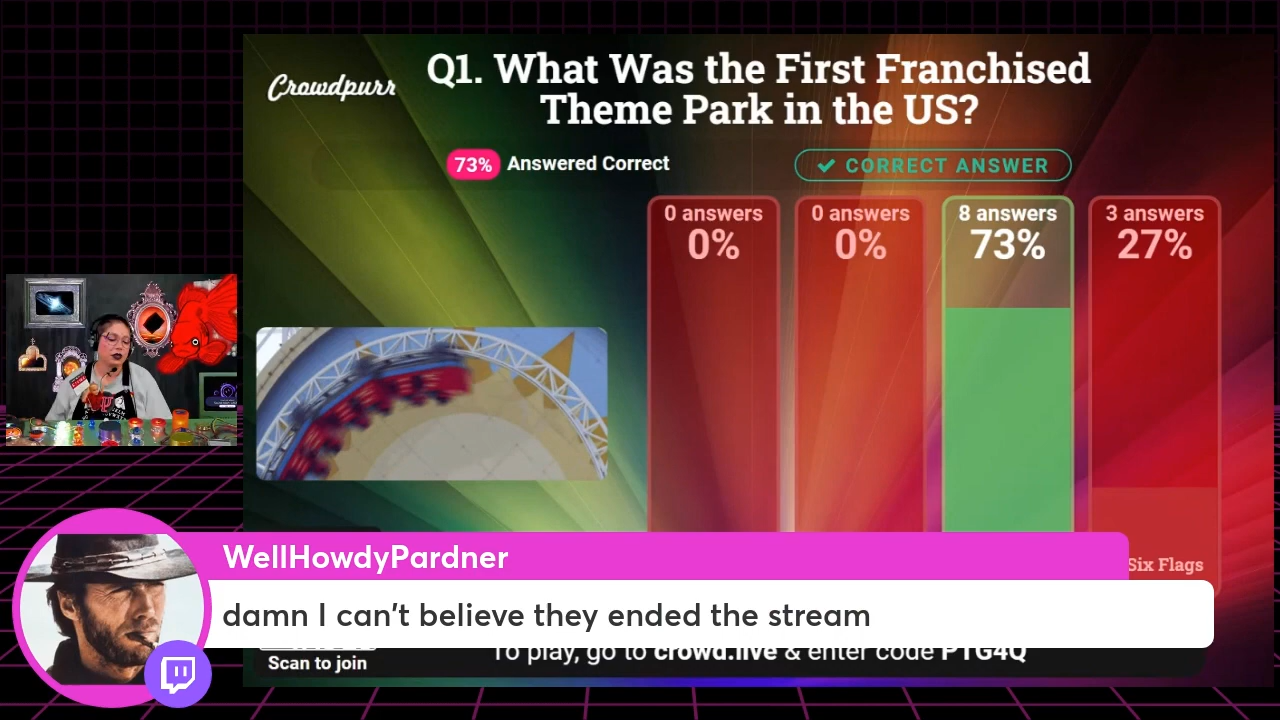 Crowdpurr
Q1. What Was the First Franchised
Theme Park in the US?
73% Answered Correct
CORRECT ANSWER
0 answers
0%
0 answers
0%
8 answers
73%
3 answers
27%
Six Flags
WellHowdyPardner
damn I can't believe they ended the stream
Scan to join
To play, go to crowd.live & enter code PTG4Q